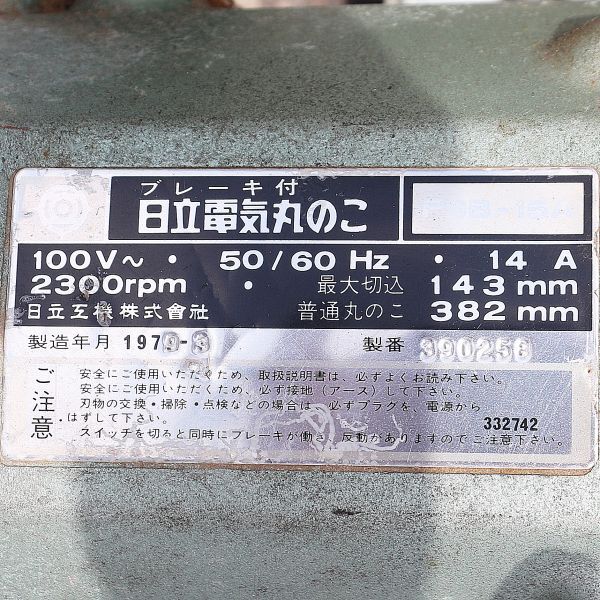 ブレーキ付
日立電気丸のこ
100V～・50/60Hz・14A
2300rpm・最大切込 143mm
日立工機株式會社 普通丸のこ 382mm
製造年月 197 -3 製番 390256
ご注意
安全にご使用いただくため、取扱説明書は、必ずよくお読み下さい。
安全にご使用いただくため、必ず接地（アース）して下さい。
刃物の交換・掃除・点検などの場合は、必ずプラグを、電源から
はずして下さい。
スイッチを切ると同時にブレーキが働き、反動がありますのでご注意下さい。
332742